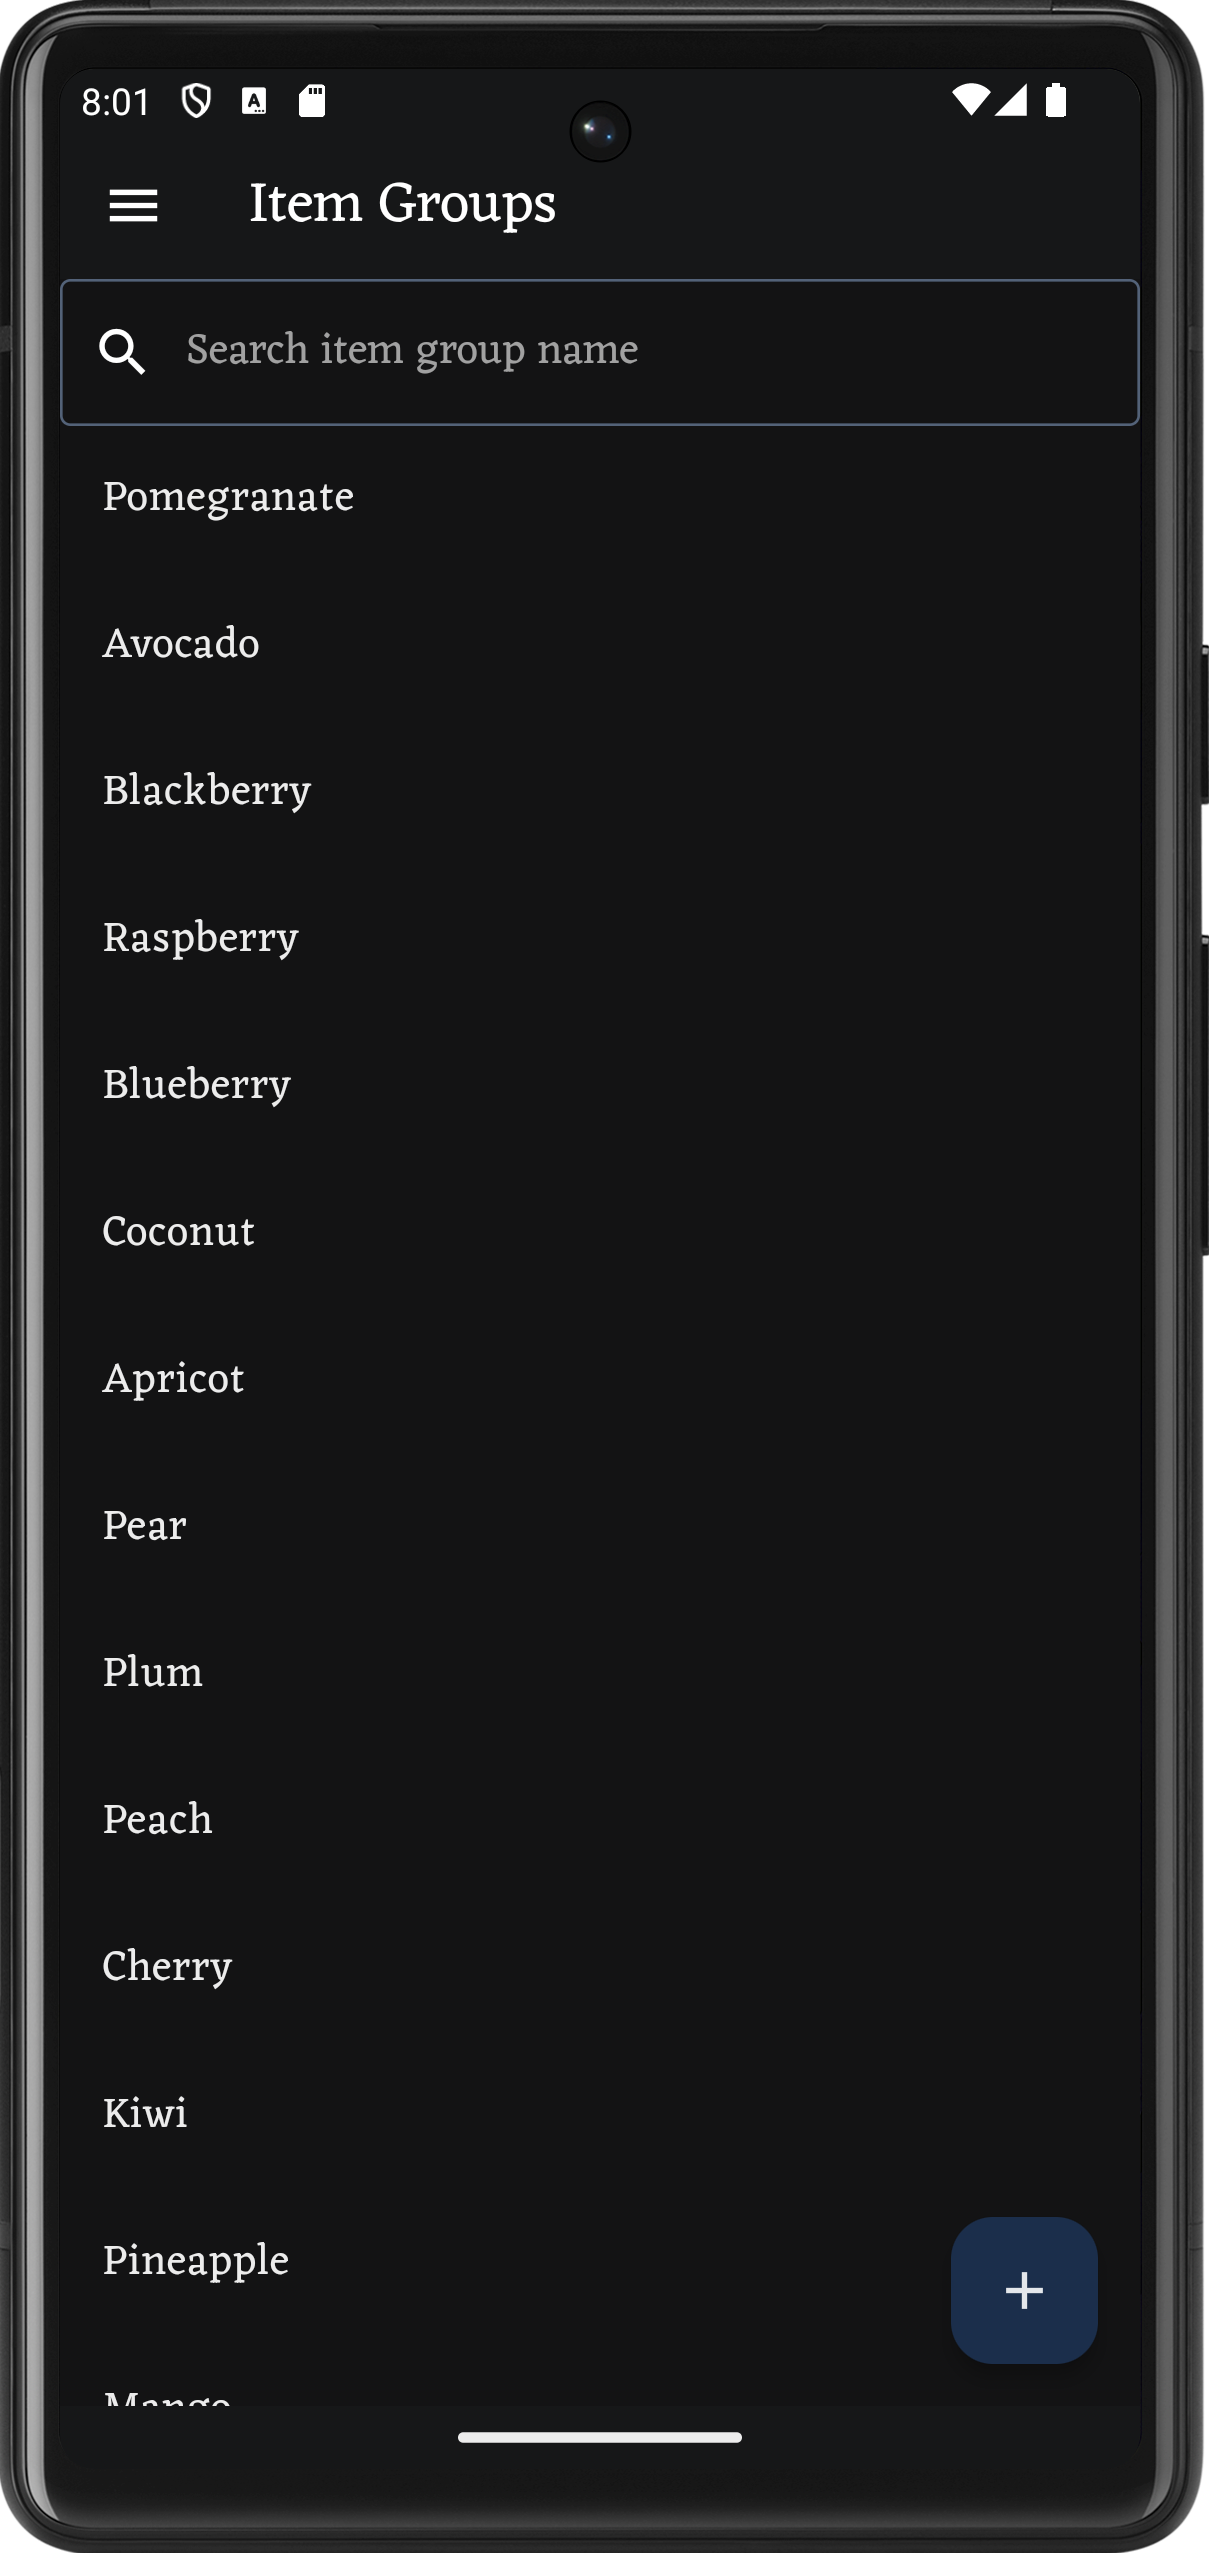 8:01
Item Groups
Search item group name
Pomegranate
Avocado
Blackberry
Raspberry
Blueberry
Coconut
Apricot
Pear
Plum
Peach
Cherry
Kiwi
Pineapple
Mango